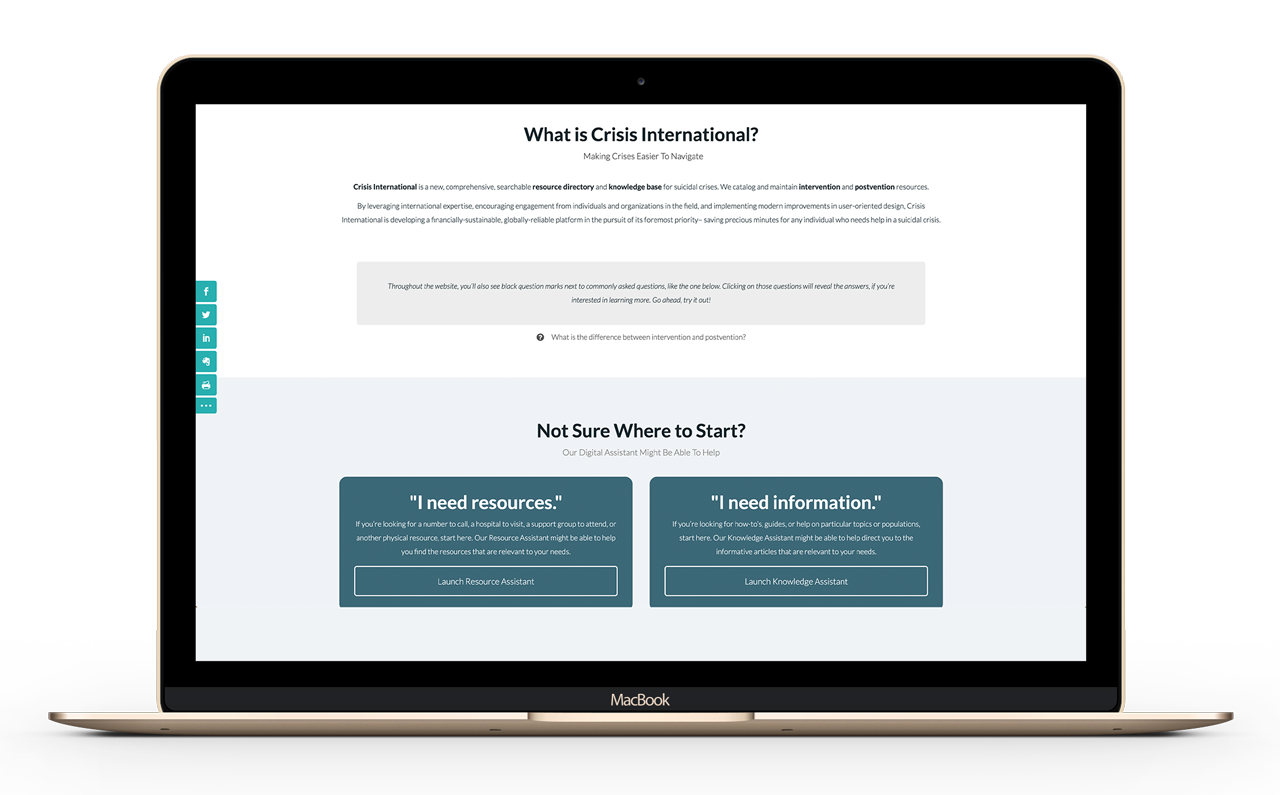 What is Crisis International?
Making Crises Easier To Navigate
Crisis International is a new, comprehensive, searchable resource directory and knowledge base for suicidal crises. We catalog and maintain intervention and postvention resources.
By leveraging international expertise, encouraging engagement from individuals and organizations in the field, and implementing modern improvements in user-oriented design, Crisis
International is developing a financially-sustainable, globally-reliable platform in the pursuit of its foremost priority– saving precious minutes for any individual who needs help in a suicidal crisis.
Throughout the website, you'll also see black question marks next to commonly asked questions, like the one below. Clicking on those questions will reveal the answers, if you're
interested in learning more. Go ahead, try it out!
What is the difference between intervention and postvention?
Not Sure Where to Start?
Our Digital Assistant Might Be Able To Help
"I need resources."
If you're looking for a number to call, a hospital to visit, a support group to attend, or
another physical resource, start here. Our Resource Assistant might be able to help
you find the resources that are relevant to your needs.
Launch Resource Assistant
"I need information."
If you're looking for how-to's, guides, or help on particular topics or populations,
start here. Our Knowledge Assistant might be able to help direct you to the
informative articles that are relevant to your needs.
Launch Knowledge Assistant
MacBook